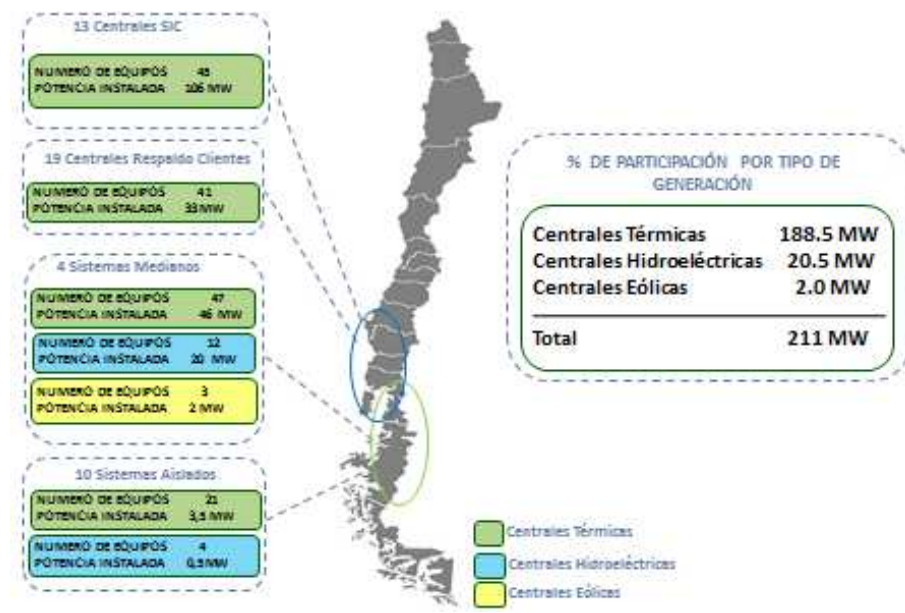 13 Centrales SIC
NUMERO DE EQUIPOS 45
POTENCIA INSTALADA 106 MW
19 Centrales Respaldo Clientes
NUMERO DE EQUIPOS 41
POTENCIA INSTALADA 33 MW
4 Sistemas Medianos
NUMERO DE EQUIPOS 47
POTENCIA INSTALADA 46 MW
NUMERO DE EQUIPOS 12
POTENCIA INSTALADA 20 MW
NUMERO DE EQUIPOS 3
POTENCIA INSTALADA 2 MW
10 Sistemas Aislados
NUMERO DE EQUIPOS 21
POTENCIA INSTALADA 3,5 MW
NUMERO DE EQUIPOS 4
POTENCIA INSTALADA 0,5 MW
% DE PARTICIPACIÓN POR TIPO DE
GENERACIÓN
Centrales Térmicas 188.5 MW
Centrales Hidroeléctricas 20.5 MW
Centrales Eólicas 2.0 MW
Total 211 MW
Centrales Térmicas
Centrales Hidroeléctricas
Centrales Eólicas